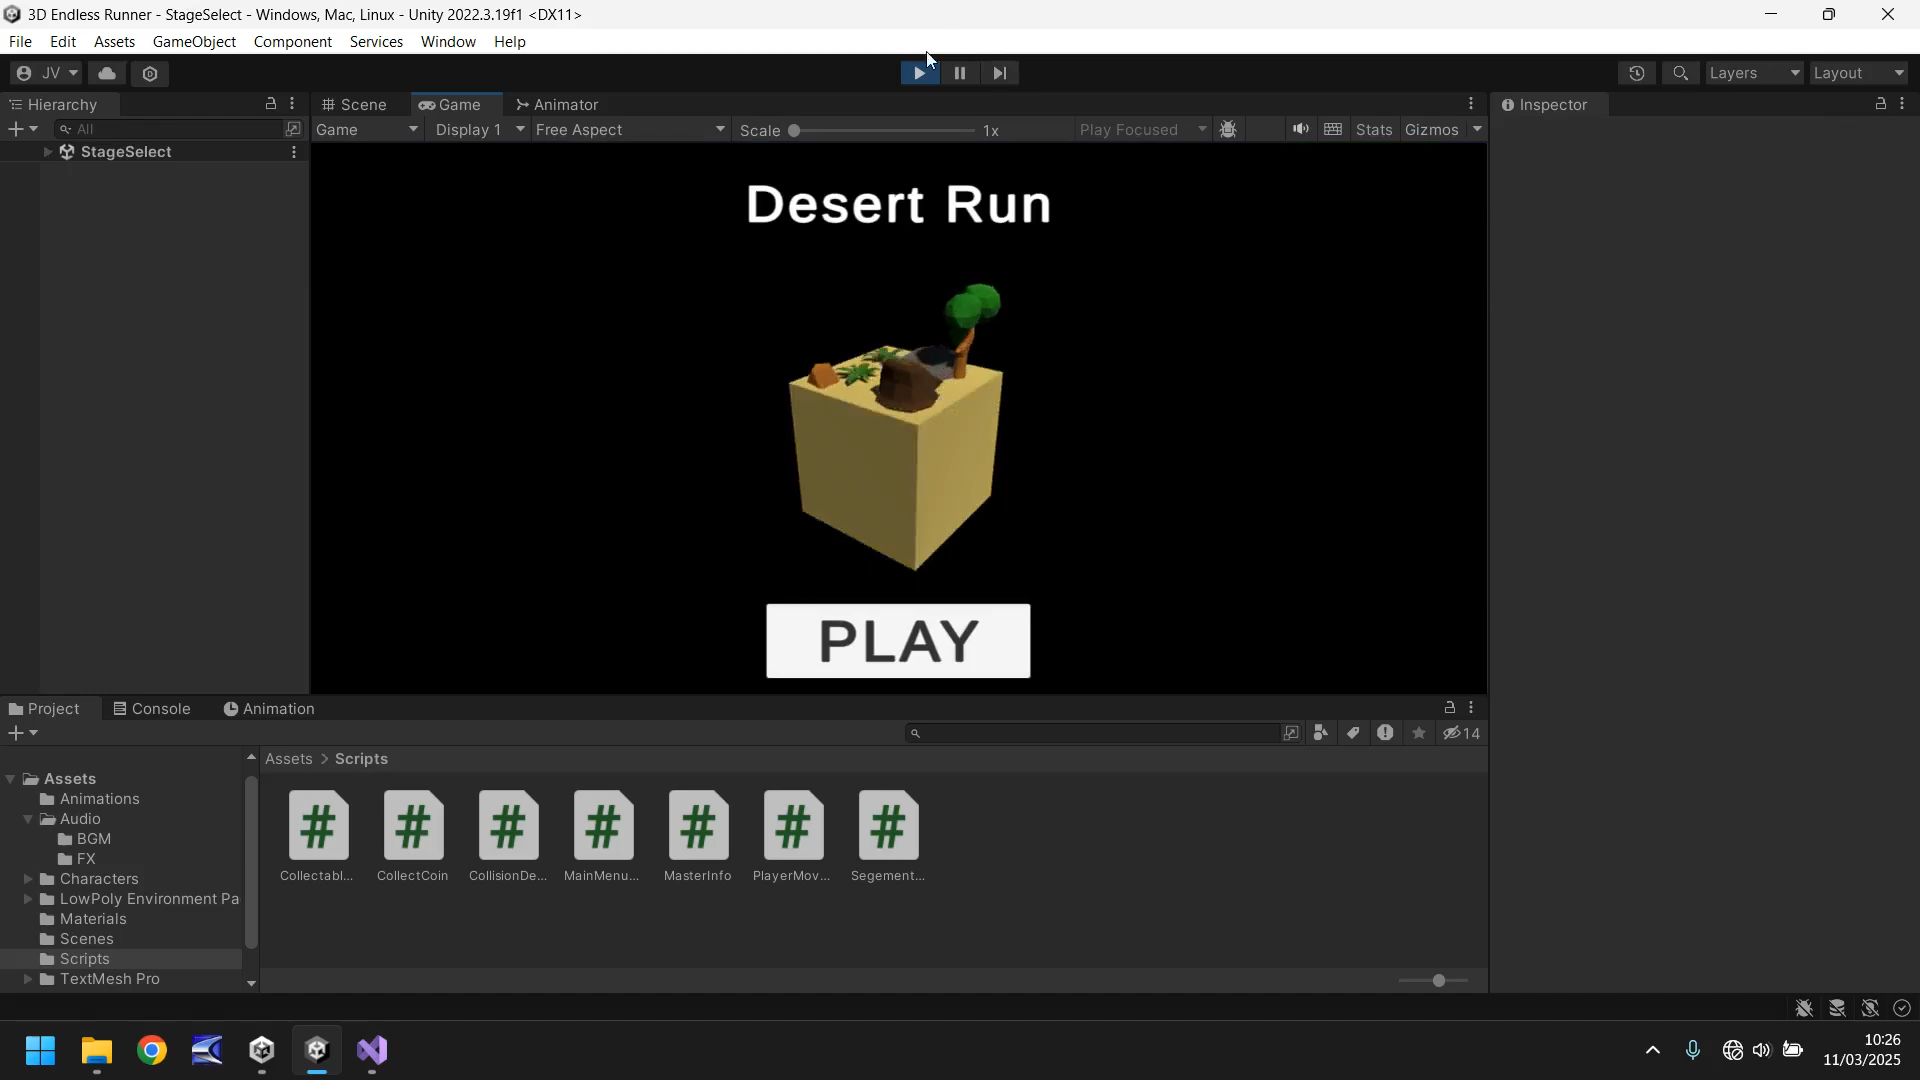 3D Endless Runner - StageSelect - Windows, Mac, Linux - Unity 2022.3.19f1 <DX11>
File Edit Assets GameObject Component Services Window Help
JV Layers Layout
Hierarchy Scene Game Animator Inspector
All Game Display 1 Free Aspect Scale 1x Play Focused Stats Gizmos
StageSelect
Desert Run
PLAY
Project Console Animation
14
Assets > Scripts
Assets
Animations
Audio
BGM
FX
Characters
LowPoly Environment Pa
Materials
Scenes
Scripts
TextMesh Pro
Collectabl... CollectCoin CollisionDe... MainMenu... MasterInfo PlayerMov... Segement...
10:26
11/03/2025